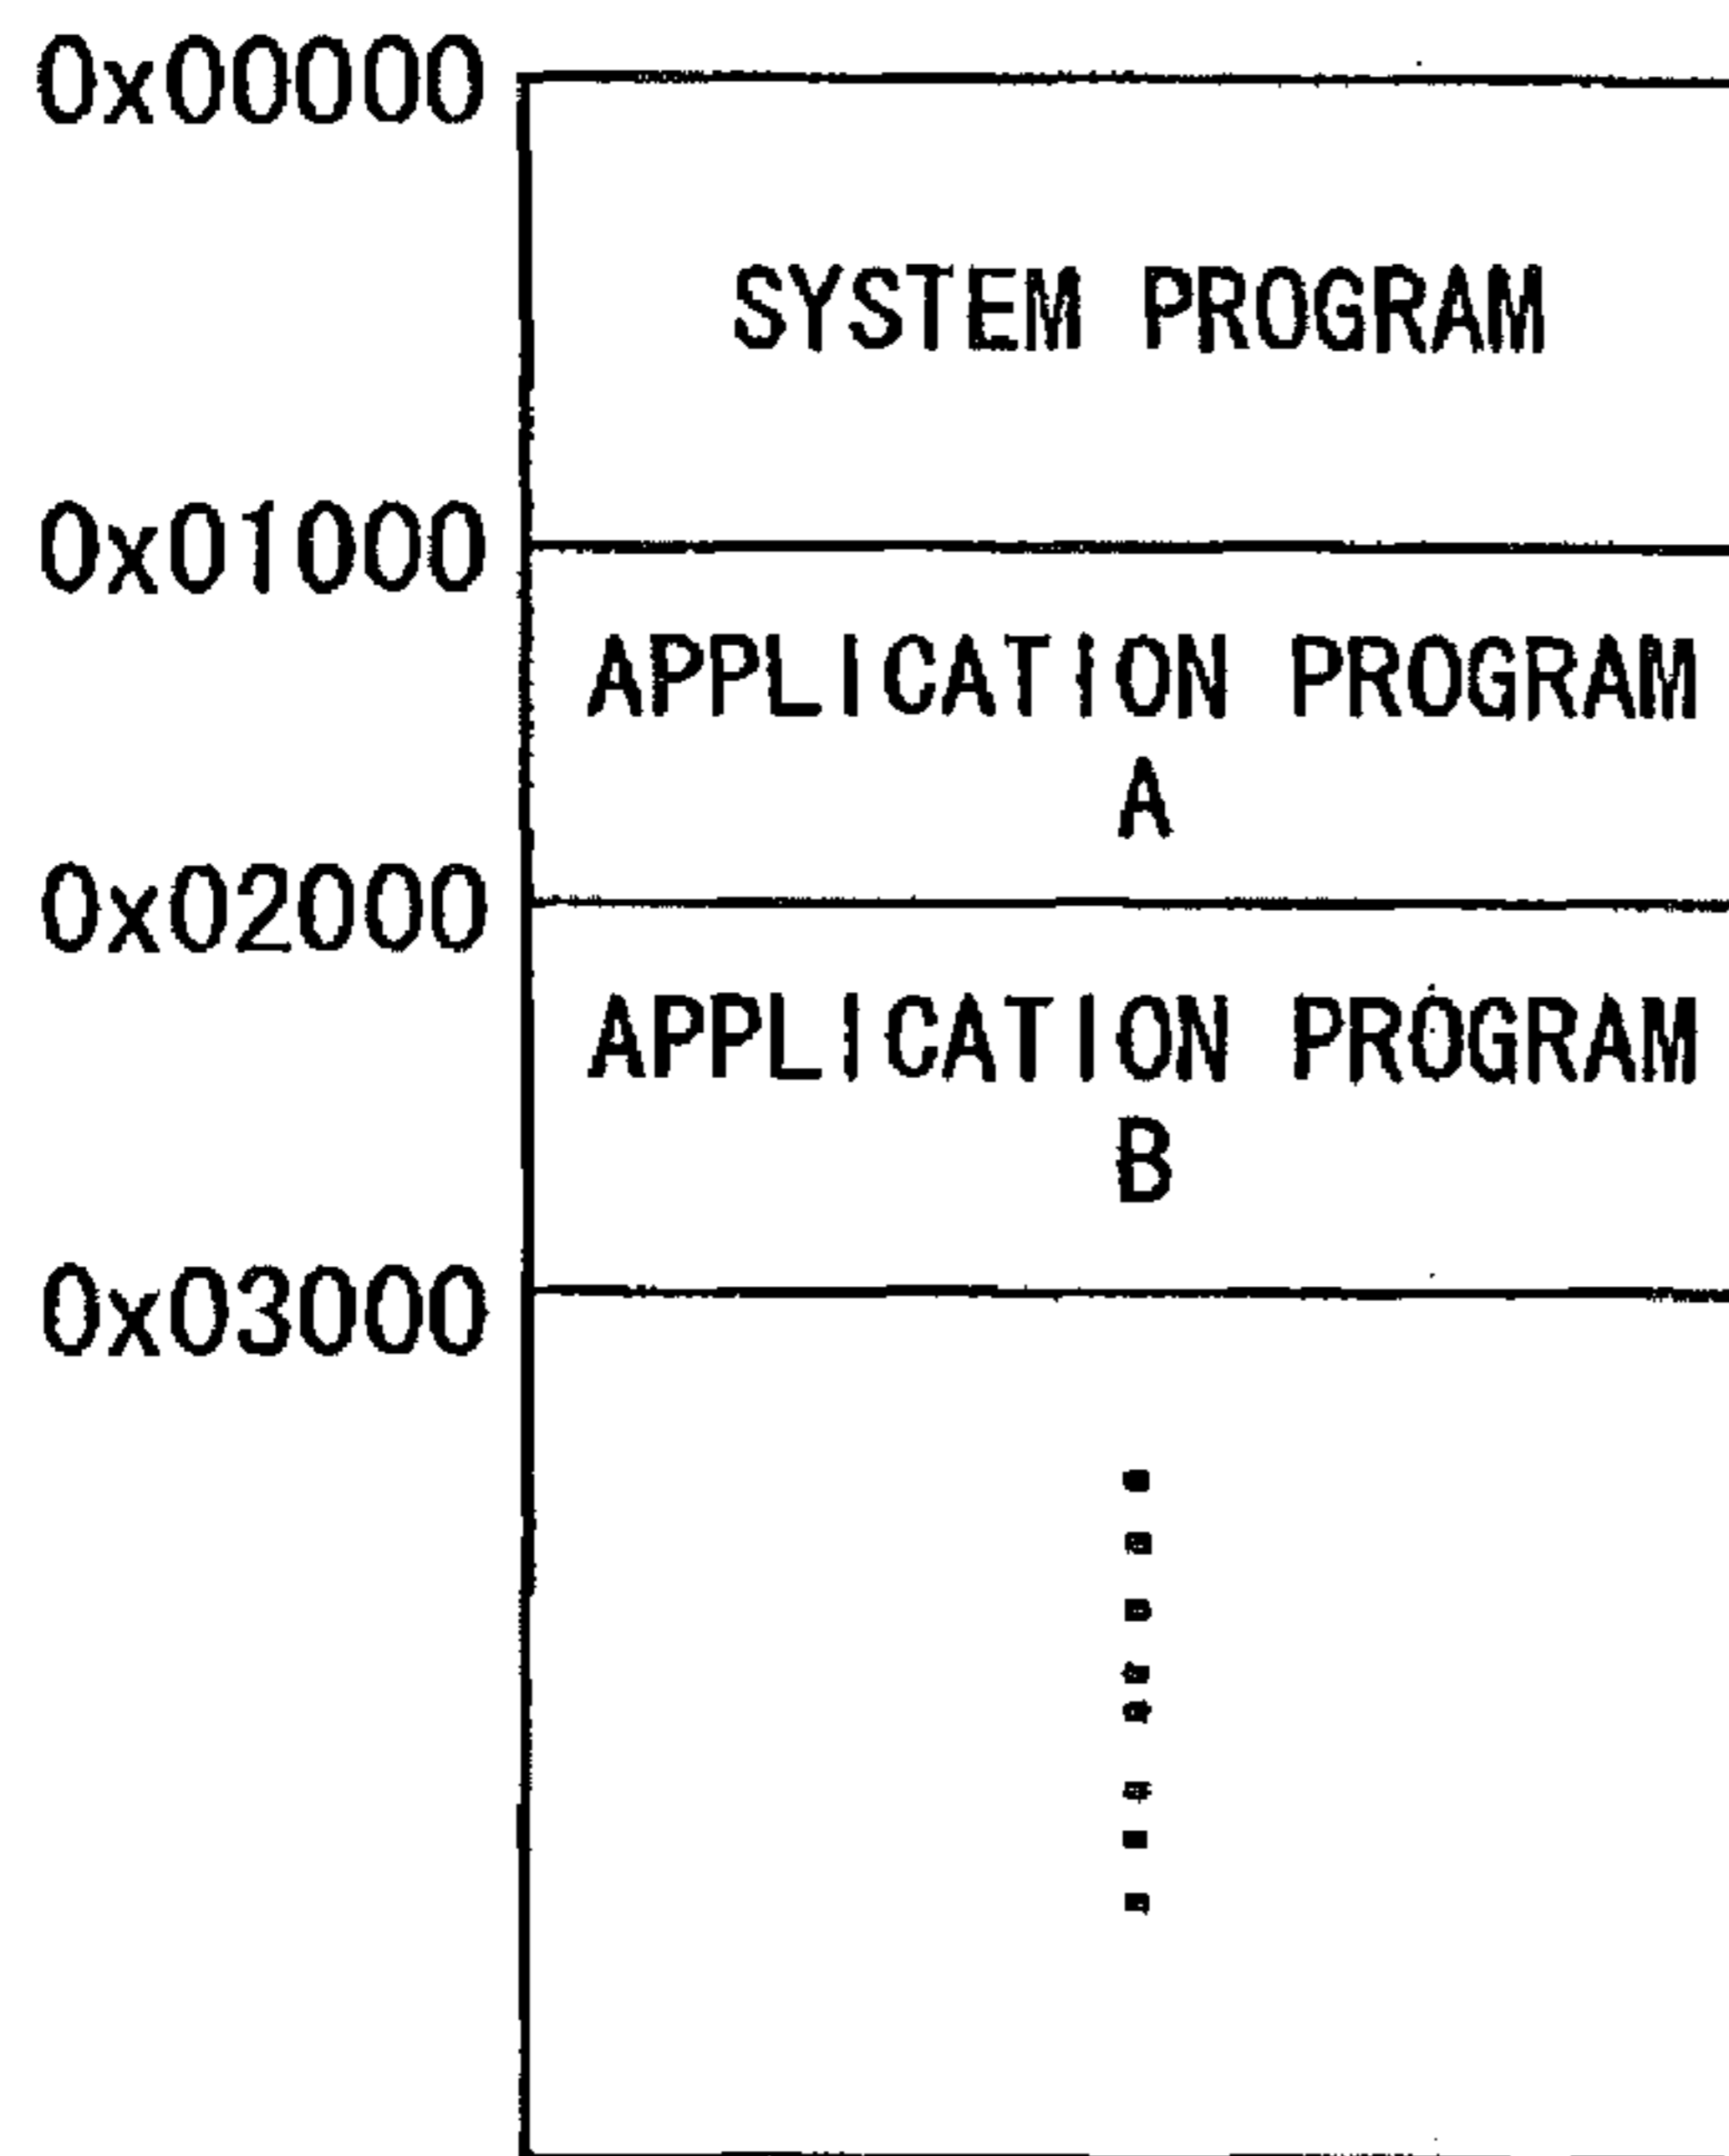 0x00000
SYSTEM PROGRAM
0x01000
APPLICATION PROGRAM
A
0x02000
APPLICATION PROGRAM
B
0x03000